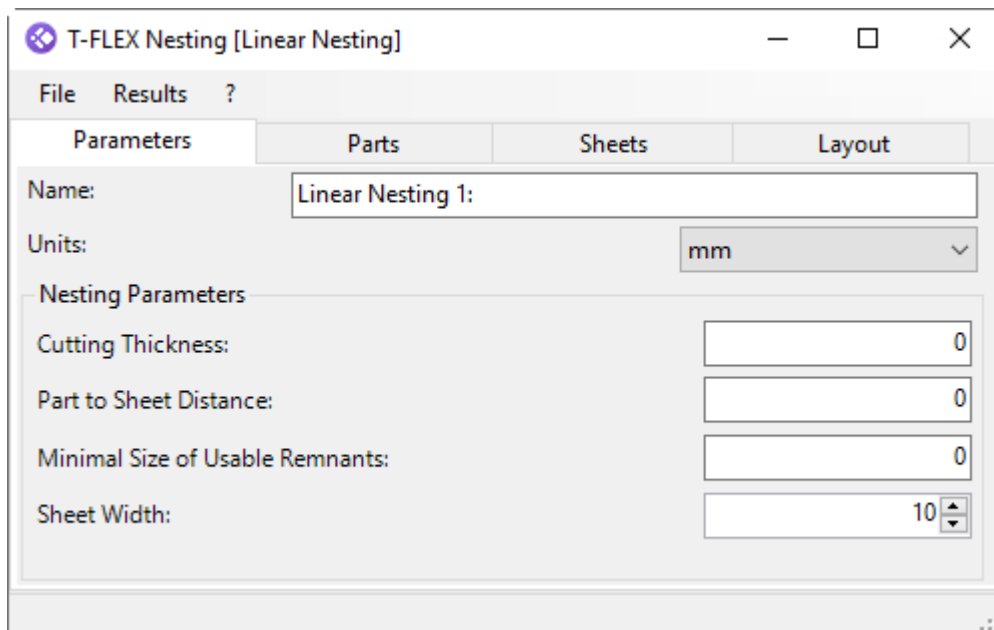 T-FLEX Nesting [Linear Nesting]
File Results ?
Parameters Parts Sheets Layout
Name: Linear Nesting 1:
Units: mm
Nesting Parameters
Cutting Thickness: 0
Part to Sheet Distance: 0
Minimal Size of Usable Remnants: 0
Sheet Width: 10